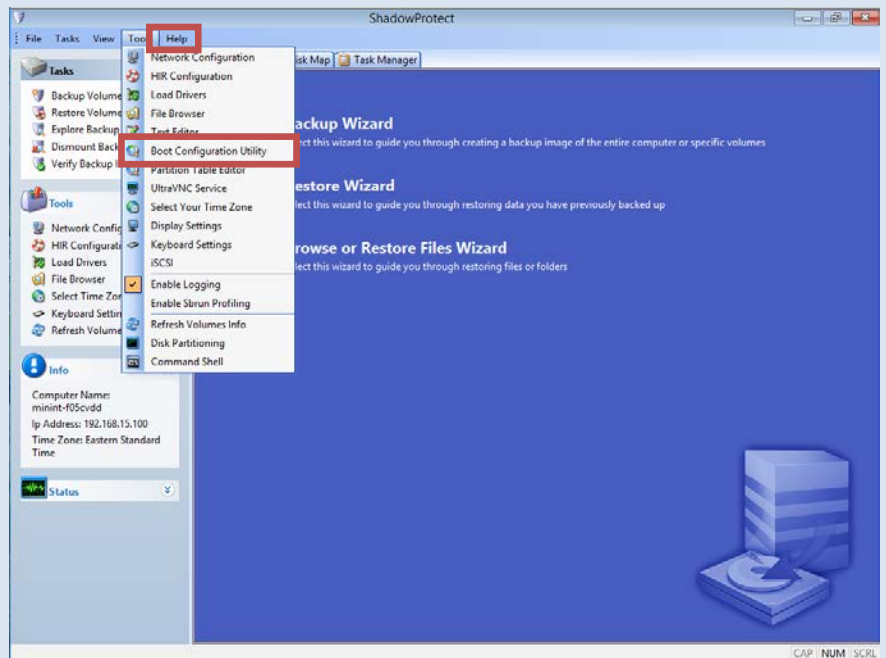 ShadowProtect
File Tasks View Help
isk Map Task Manager
Tasks
Backup Volume
Restore Volume
Explore Backup
Dismount Back
Verify Backup
Tools
Network Config
HIR Configurati
Load Drivers
File Browser
Select Time Zor
Keyboard Settin
Refresh Volume
Info
Computer Name:
minint-f05cvdd
Ip Address: 192.168.15.100
Time Zone: Eastern Standard
Time
Status
Network Configuration
HIR Configuration
Load Drivers
File Browser
Text Editor
Boot Configuration Utility
Partition Table Editor
UltraVNC Service
Select Your Time Zone
Display Settings
Keyboard Settings
iSCSI
Enable Logging
Enable Sbrun Profiling
Refresh Volumes Info
Disk Partitioning
Command Shell
ackup Wizard
ect this wizard to guide you through creating a backup image of the entire computer or specific volumes
estore Wizard
lect this wizard to guide you through restoring data you have previously backed up
rowse or Restore Files Wizard
lect this wizard to guide you through restoring files or folders
CAP NUM SCRL